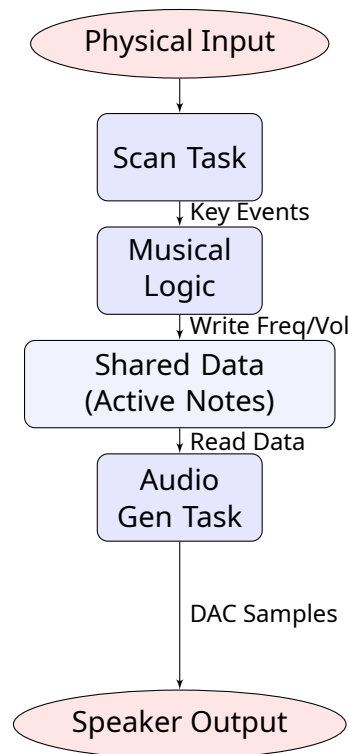 Physical Input
Scan Task
Key Events
Musical
Logic
Write Freq/Vol
Shared Data
(Active Notes)
Read Data
Audio
Gen Task
DAC Samples
Speaker Output